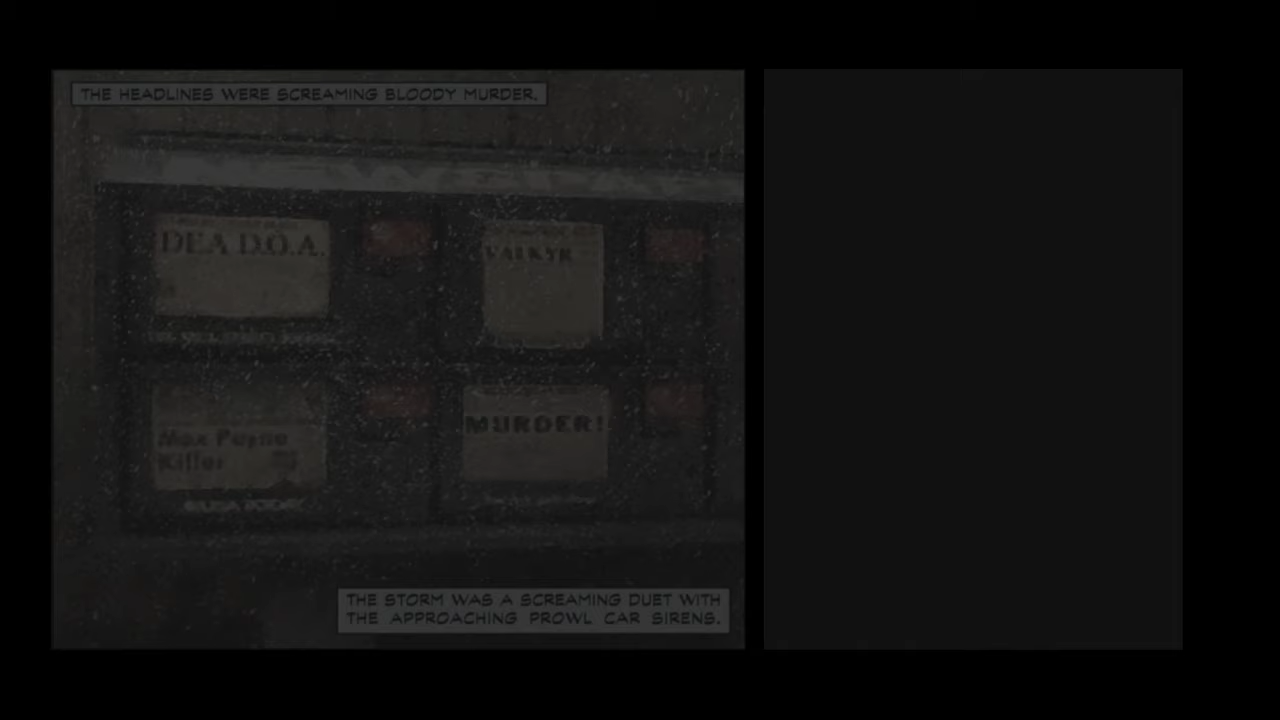 THE HEADLINES WERE SCREAMING BLOODY MURDER.
DEA D.O.A.
VALKYR
Max Payne
Killer
MURDER!
THE STORM WAS A SCREAMING DUET WITH
THE APPROACHING PROWL CAR SIRENS.